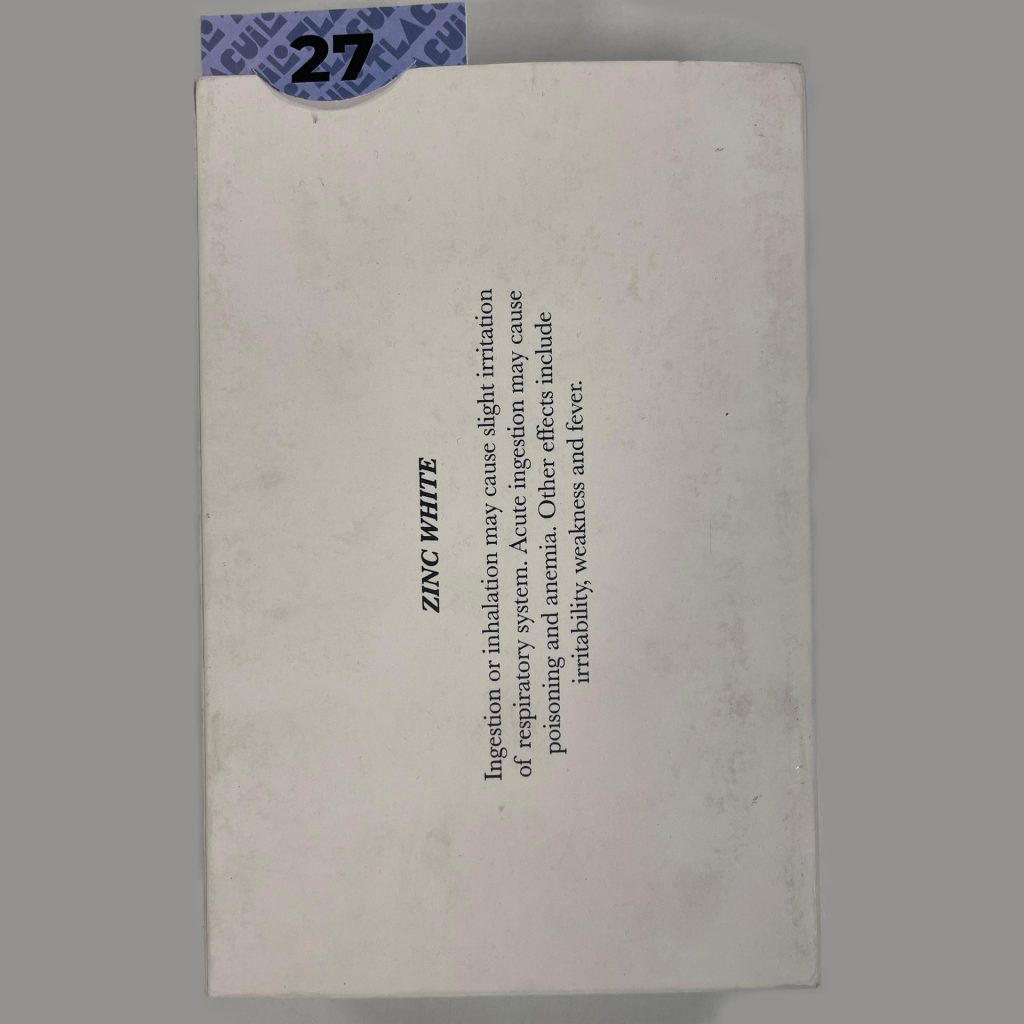 27
ZINC WHITE
Ingestion or inhalation may cause slight irritation
of respiratory system. Acute ingestion may cause
poisoning and anemia. Other effects include
irritability, weakness and fever.